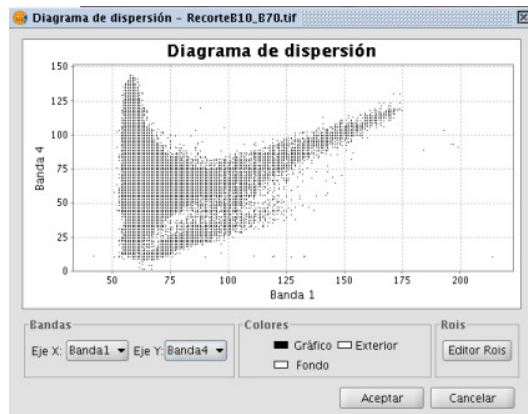 Diagrama de dispersión - RecorteB10_B70.tif
Diagrama de dispersión
150
125
100
75
50
25
0
Banda 4
50 75 100 125 150 175 200
Banda 1
Bandas
Eje X: Banda1 Eje Y: Banda4
Colores
Gráfico Exterior
Fondo
Rois
Editor Rois
Aceptar Cancelar